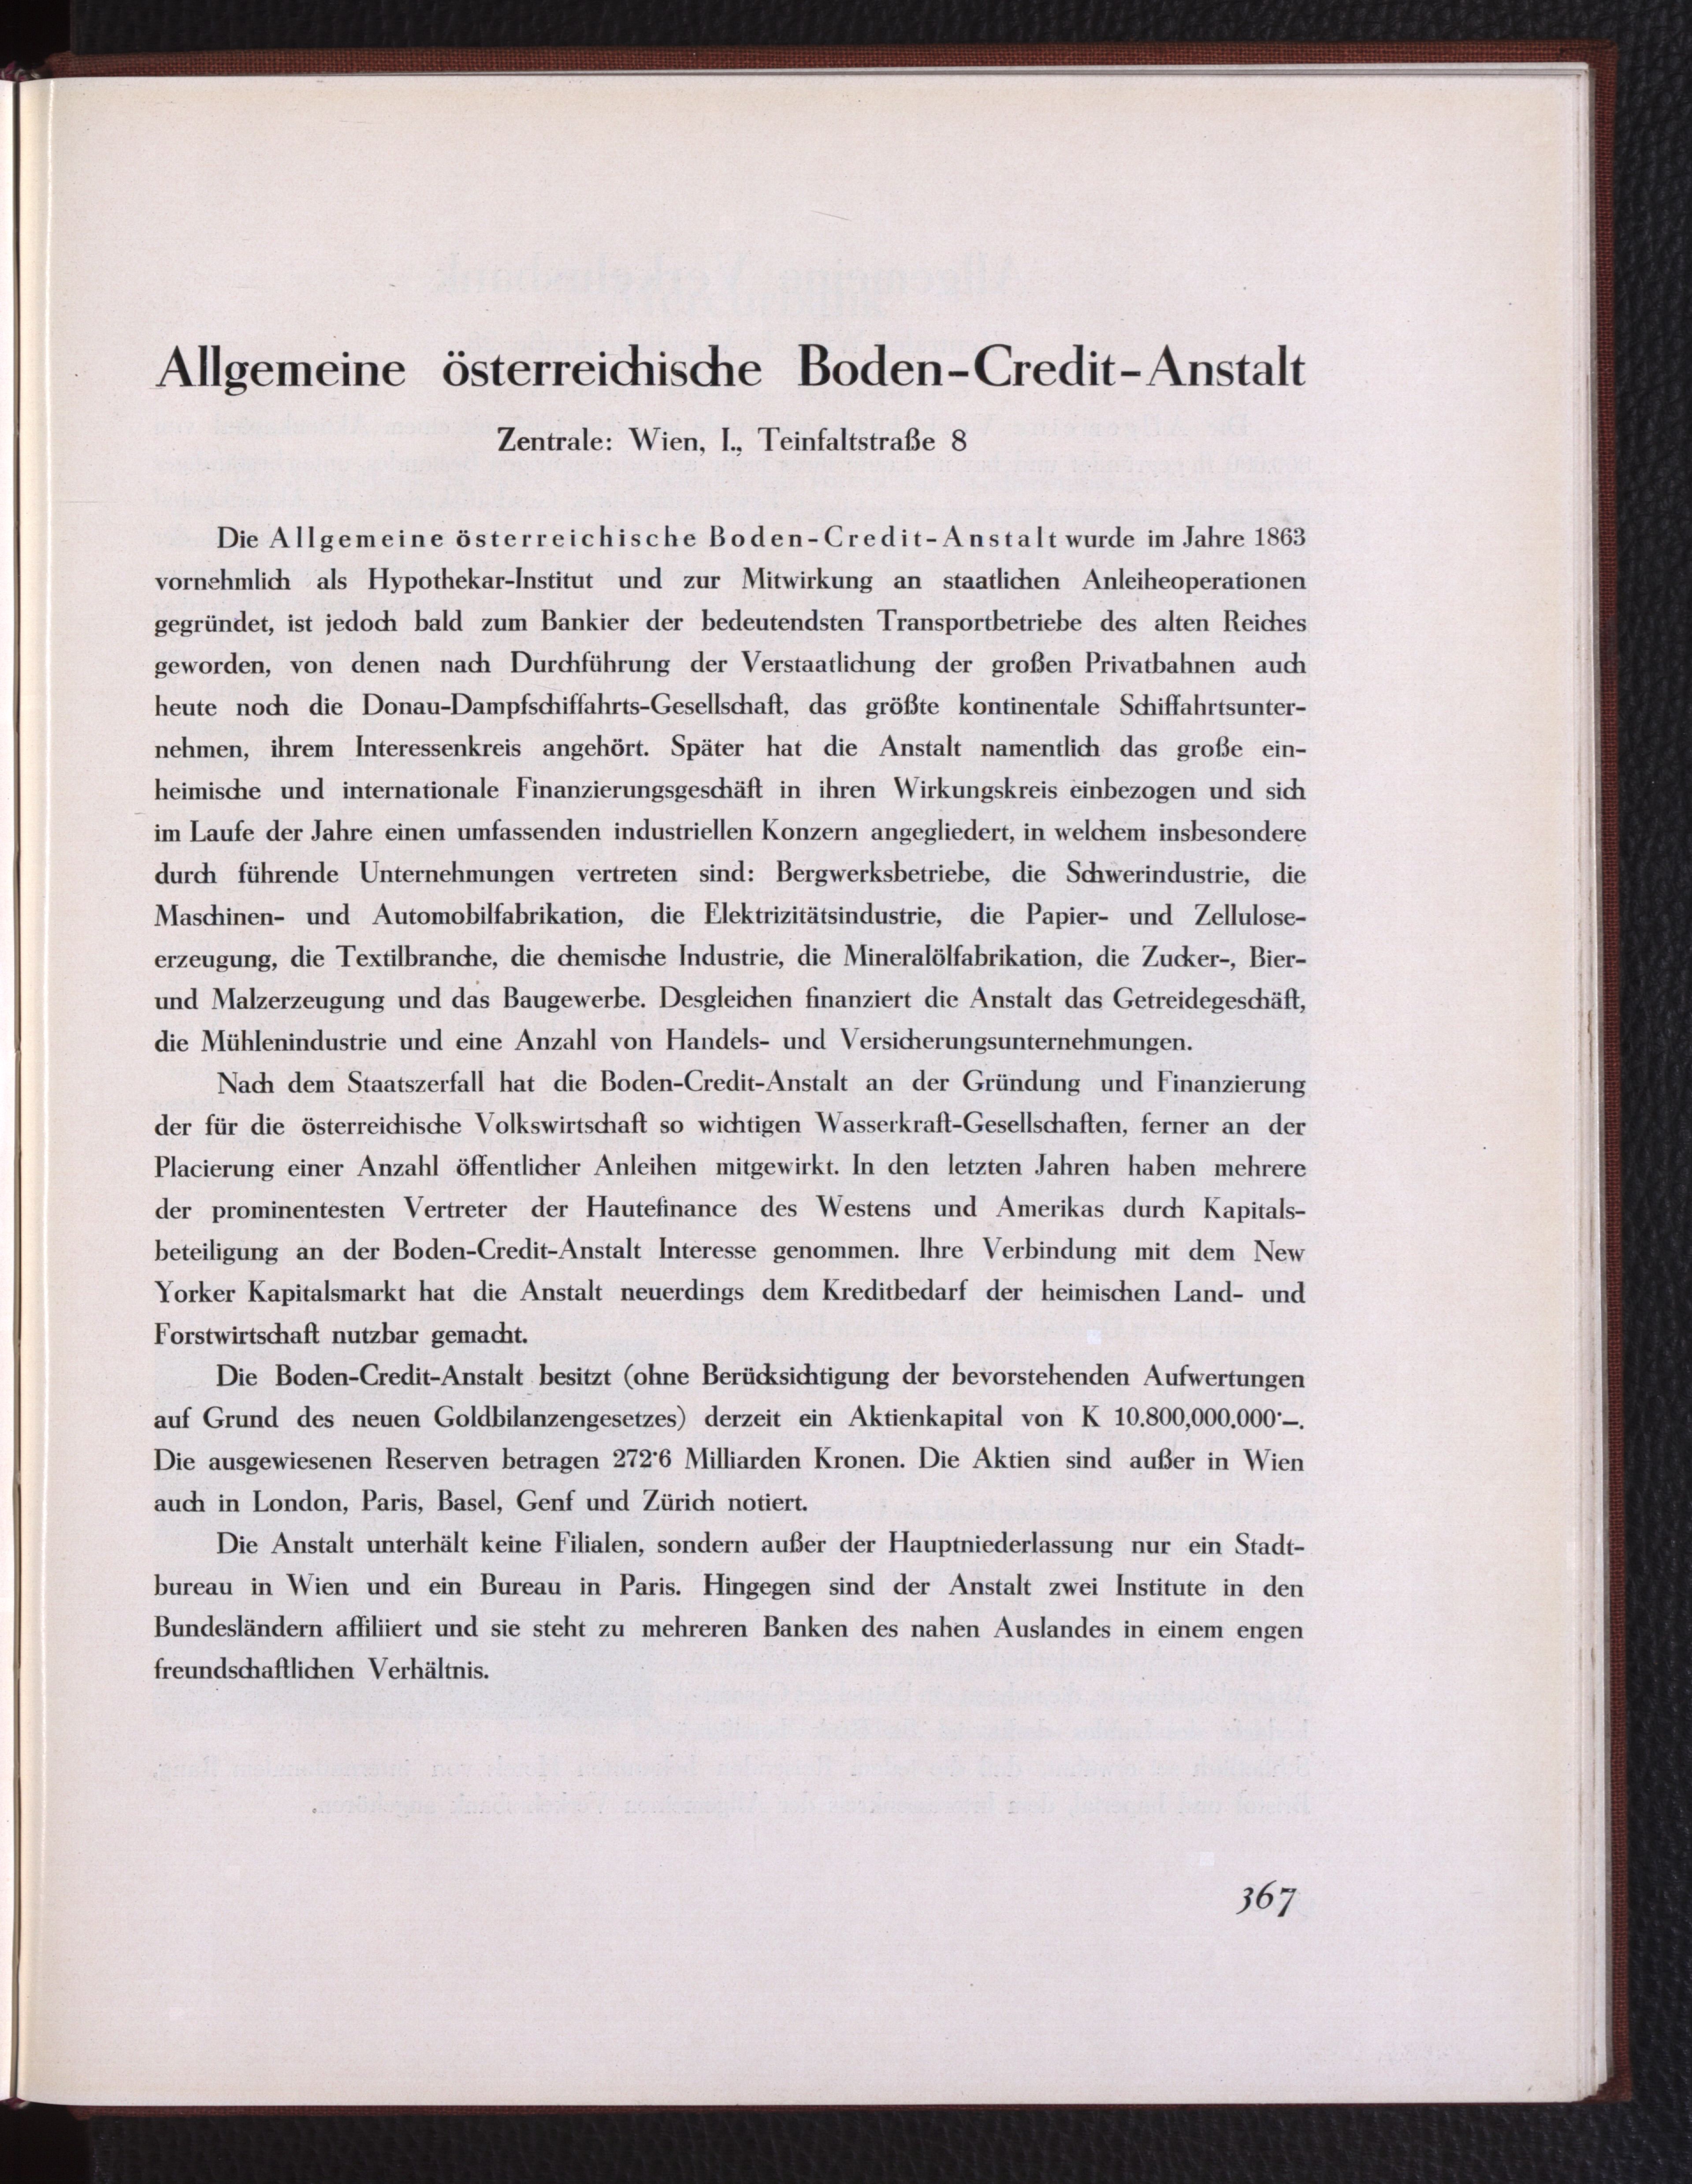 Allgemeine österreichische Boden-Credit-Anstalt
Zentrale: Wien, I., Teinfaltstraße 8
Die Allgemeine österreichische Boden-Credit-Anstalt wurde im Jahre 1863
vornehmlich als Hypothekar-Institut und zur Mitwirkung an staatlichen Anleiheoperationen
gegründet, ist jedoch bald zum Bankier der bedeutendsten Transportbetriebe des alten Reiches
geworden, von denen nach Durchführung der Verstaatlichung der großen Privatbahnen auch
heute noch die Donau-Dampfschiffahrts-Gesellschaft, das größte kontinentale Schiffahrtsunter-
nehmen, ihrem Interessenkreis angehört. Später hat die Anstalt namentlich das große ein-
heimische und internationale Finanzierungsgeschäft in ihren Wirkungskreis einbezogen und sich
im Laufe der Jahre einen umfassenden industriellen Konzern angegliedert, in welchem insbesondere
durch führende Unternehmungen vertreten sind: Bergwerksbetriebe, die Schwerindustrie, die
Maschinen- und Automobilfabrikation, die Elektrizitätsindustrie, die Papier- und Zellulose-
erzeugung, die Textilbranche, die chemische Industrie, die Mineralölfabrikation, die Zucker-, Bier-
und Malzerzeugung und das Baugewerbe. Desgleichen finanziert die Anstalt das Getreidegeschäft,
die Mühlenindustrie und eine Anzahl von Handels- und Versicherungsunternehmungen.
Nach dem Staatszerfall hat die Boden-Credit-Anstalt an der Gründung und Finanzierung
der für die österreichische Volkswirtschaft so wichtigen Wasserkraft-Gesellschaften, ferner an der
Placierung einer Anzahl öffentlicher Anleihen mitgewirkt. In den letzten Jahren haben mehrere
der prominentesten Vertreter der Hautefinance des Westens und Amerikas durch Kapitals-
beteiligung an der Boden-Credit-Anstalt Interesse genommen. Ihre Verbindung mit dem New
Yorker Kapitalsmarkt hat die Anstalt neuerdings dem Kreditbedarf der heimischen Land- und
Forstwirtschaft nutzbar gemacht.
Die Boden-Credit-Anstalt besitzt (ohne Berücksichtigung der bevorstehenden Aufwertungen
auf Grund des neuen Goldbilanzengesetzes) derzeit ein Aktienkapital von K 10.800,000.000·–.
Die ausgewiesenen Reserven betragen 272·6 Milliarden Kronen. Die Aktien sind außer in Wien
auch in London, Paris, Basel, Genf und Zürich notiert.
Die Anstalt unterhält keine Filialen, sondern außer der Hauptniederlassung nur ein Stadt-
bureau in Wien und ein Bureau in Paris. Hingegen sind der Anstalt zwei Institute in den
Bundesländern affiliiert und sie steht zu mehreren Banken des nahen Auslandes in einem engen
freundschaftlichen Verhältnis.
367